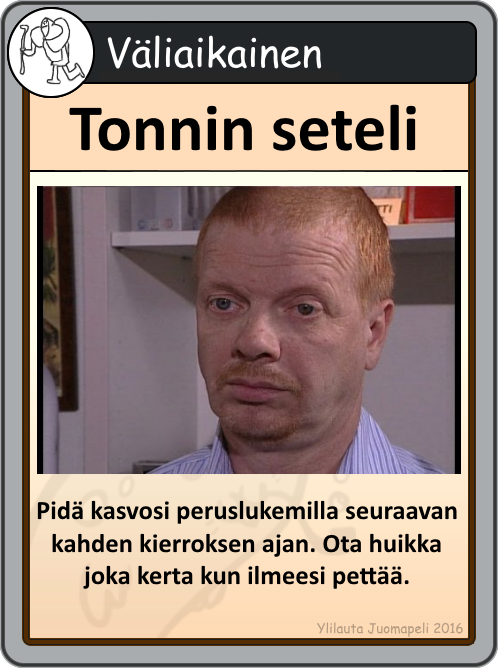 Väliaikainen
Tonnin seteli
Pidä kasvosi peruslukemilla seuraavan
kahden kierroksen ajan. Ota huikka
joka kerta kun ilmeesi pettää.
Ylilauta Juomapeli 2016